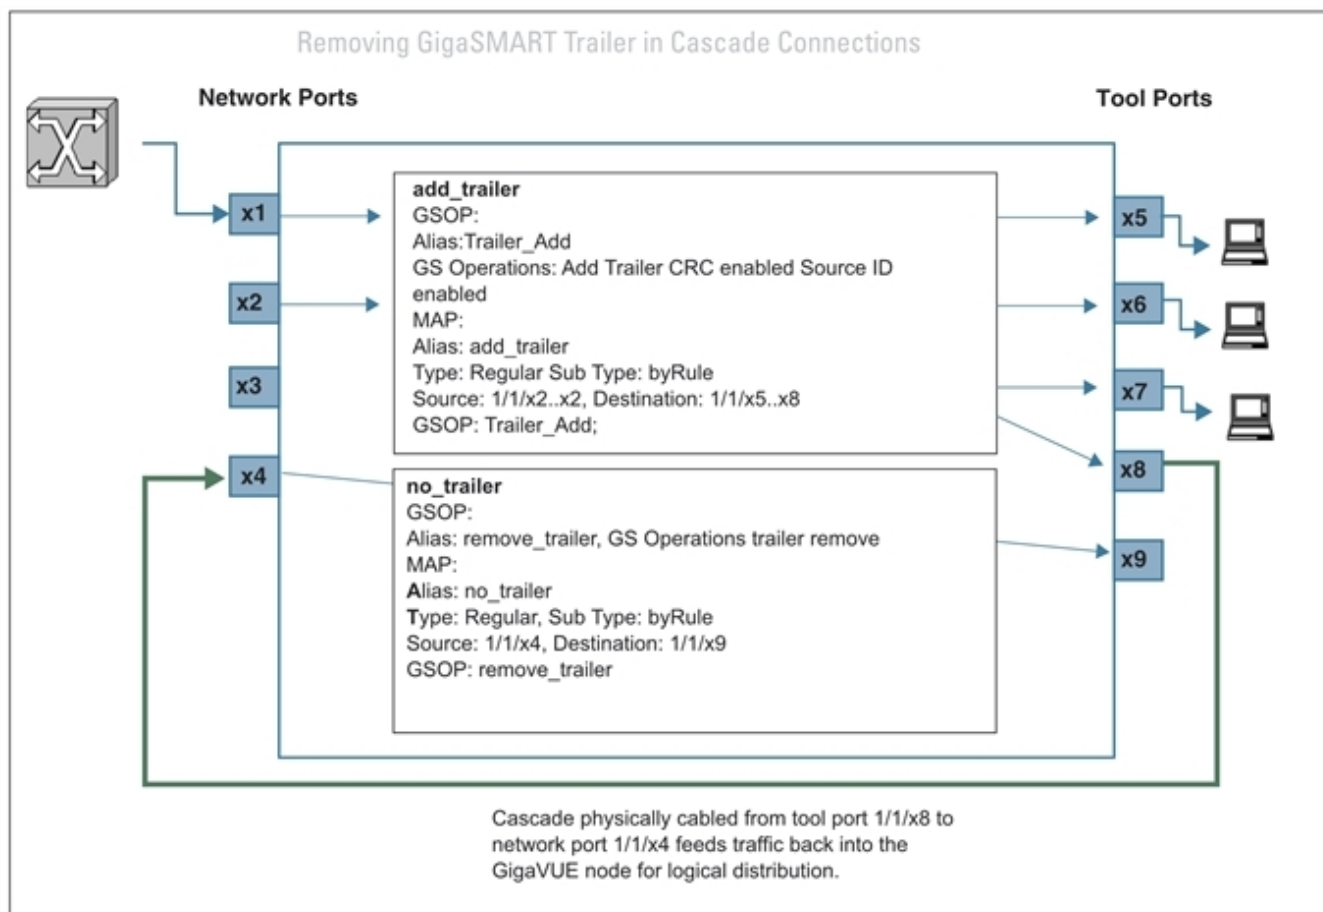 Removing GigaSMART Trailer in Cascade Connections
Network Ports
Tool Ports
x1
x2
x3
x4
add_trailer
GSOP:
Alias:Trailer_Add
GS Operations: Add Trailer CRC enabled Source ID
enabled
MAP:
Alias: add_trailer
Type: Regular Sub Type: byRule
Source: 1/1/x2..x2, Destination: 1/1/x5..x8
GSOP: Trailer_Add;
no_trailer
GSOP:
Alias: remove_trailer, GS Operations trailer remove
MAP:
Alias: no_trailer
Type: Regular, Sub Type: byRule
Source: 1/1/x4, Destination: 1/1/x9
GSOP: remove_trailer
x5
x6
x7
x8
x9
Cascade physically cabled from tool port 1/1/x8 to
network port 1/1/x4 feeds traffic back into the
GigaVUE node for logical distribution.